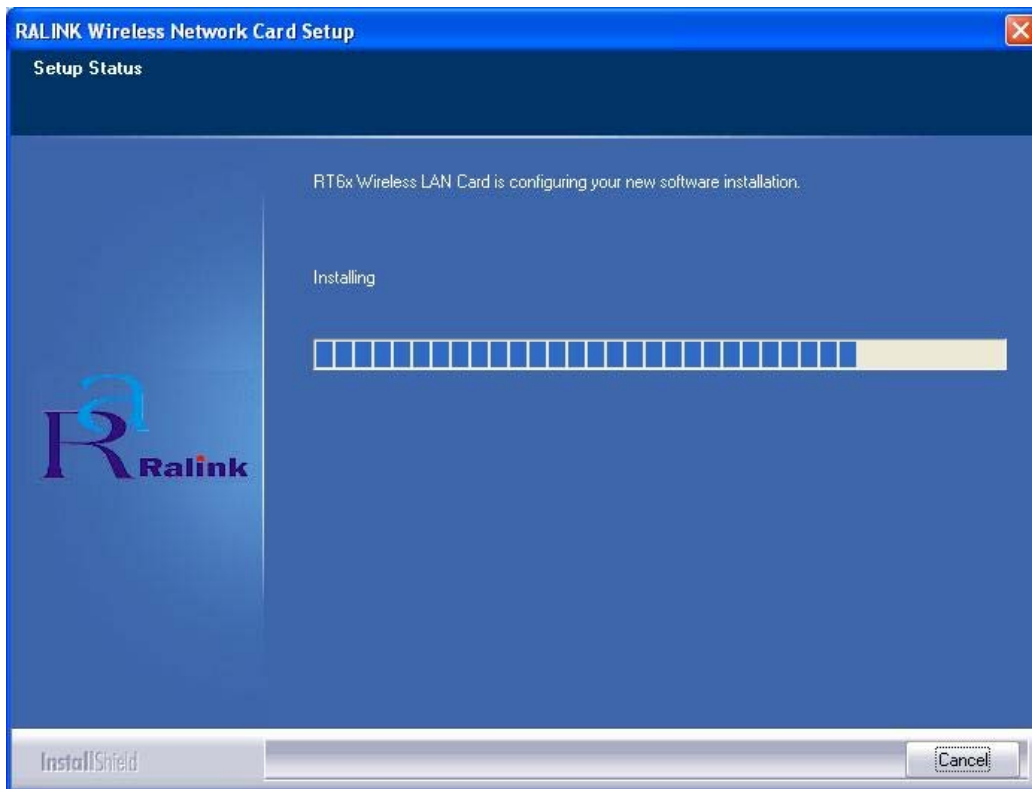 RALINK Wireless Network Card Setup
Setup Status
RT6x Wireless LAN Card is configuring your new software installation.
Installing
Ralink
InstallShield
Cancel